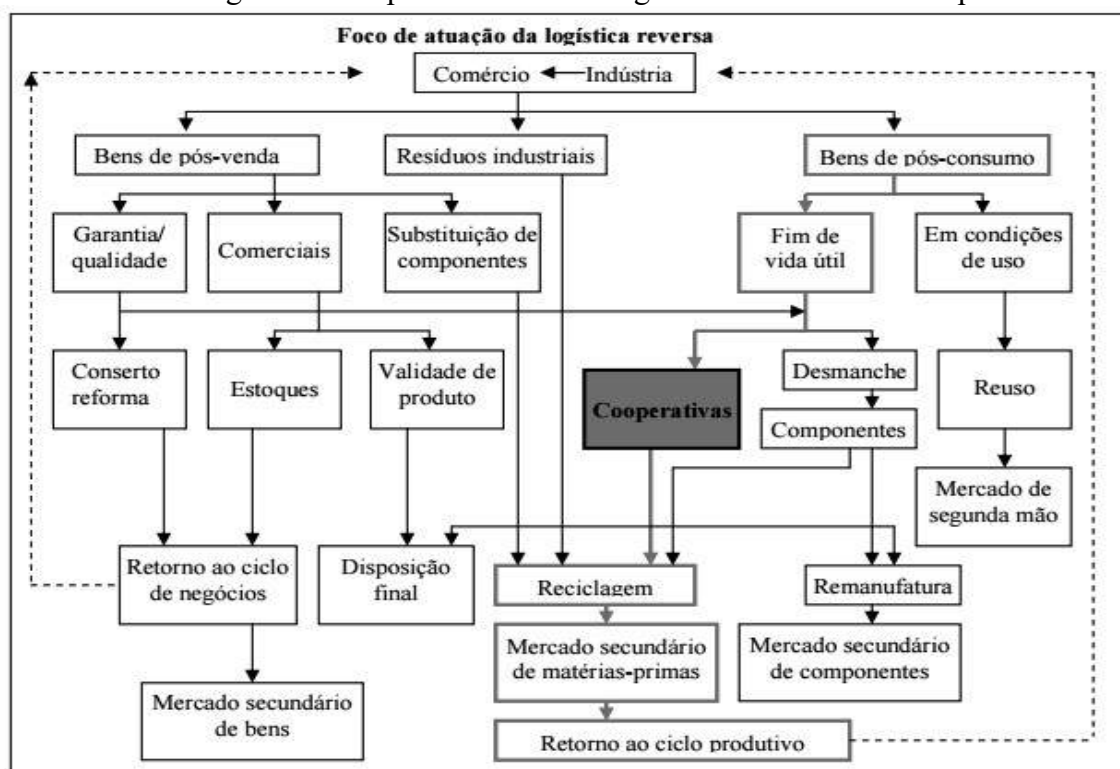 Foco de atuação da logística reversa
Comércio Indústria
Bens de pós-venda
Resíduos industriais
Bens de pós-consumo
Garantia/
qualidade
Comerciais
Substituição de
componentes
Fim de
vida útil
Em condições
de uso
Conserto
reforma
Estoques
Validade de
produto
Cooperativas
Desmanche
Componentes
Reuso
Mercado de
segunda mão
Retorno ao ciclo
de negócios
Disposição
final
Reciclagem
Remanufatura
Mercado secundário
de matérias-primas
Mercado secundário
de componentes
Mercado secundário
de bens
Retorno ao ciclo produtivo